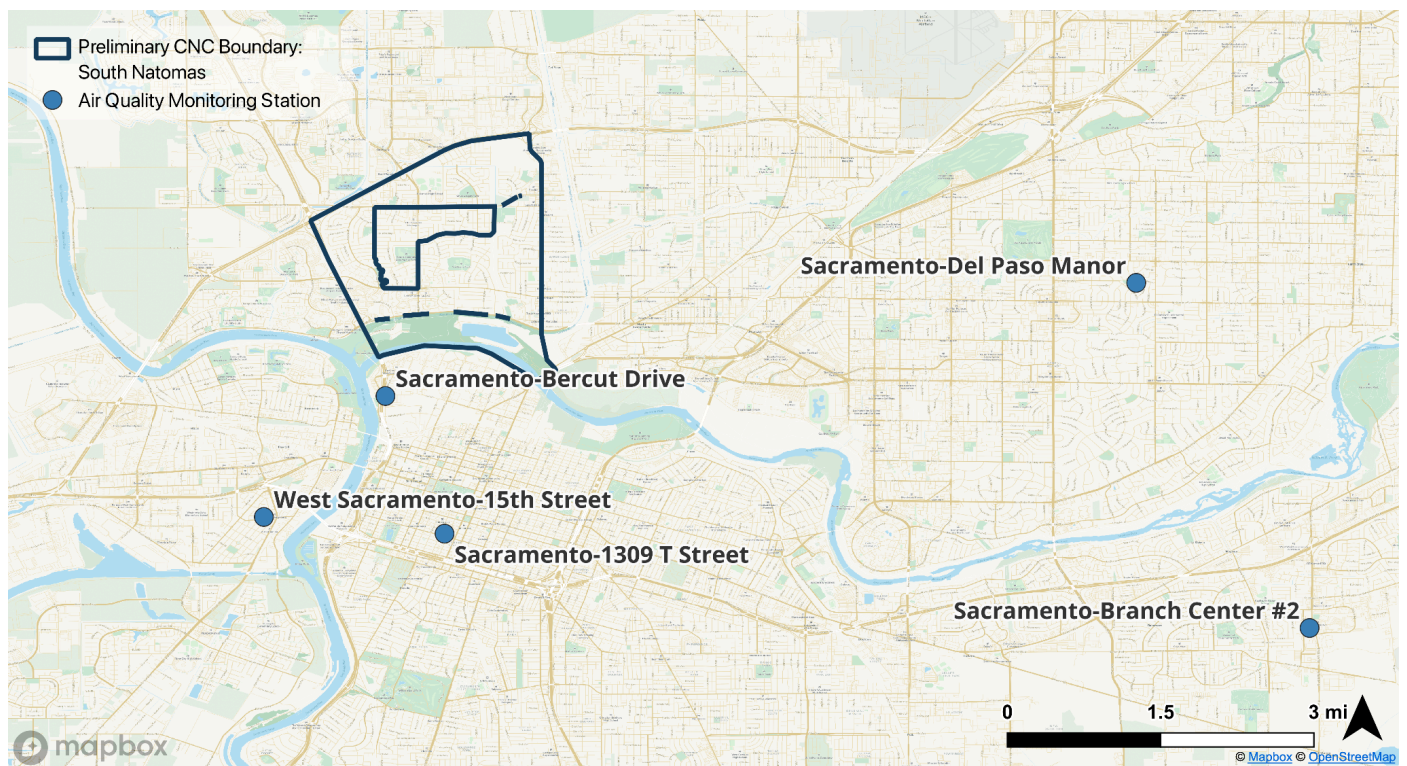 Preliminary CNC Boundary:
South Natomas
Air Quality Monitoring Station
Sacramento-Del Paso Manor
Sacramento-Bercut Drive
West Sacramento-15th Street
Sacramento-1309 T Street
Sacramento-Branch Center #2
0 1.5 3 mi
mapbox
© Mapbox © OpenStreetMap